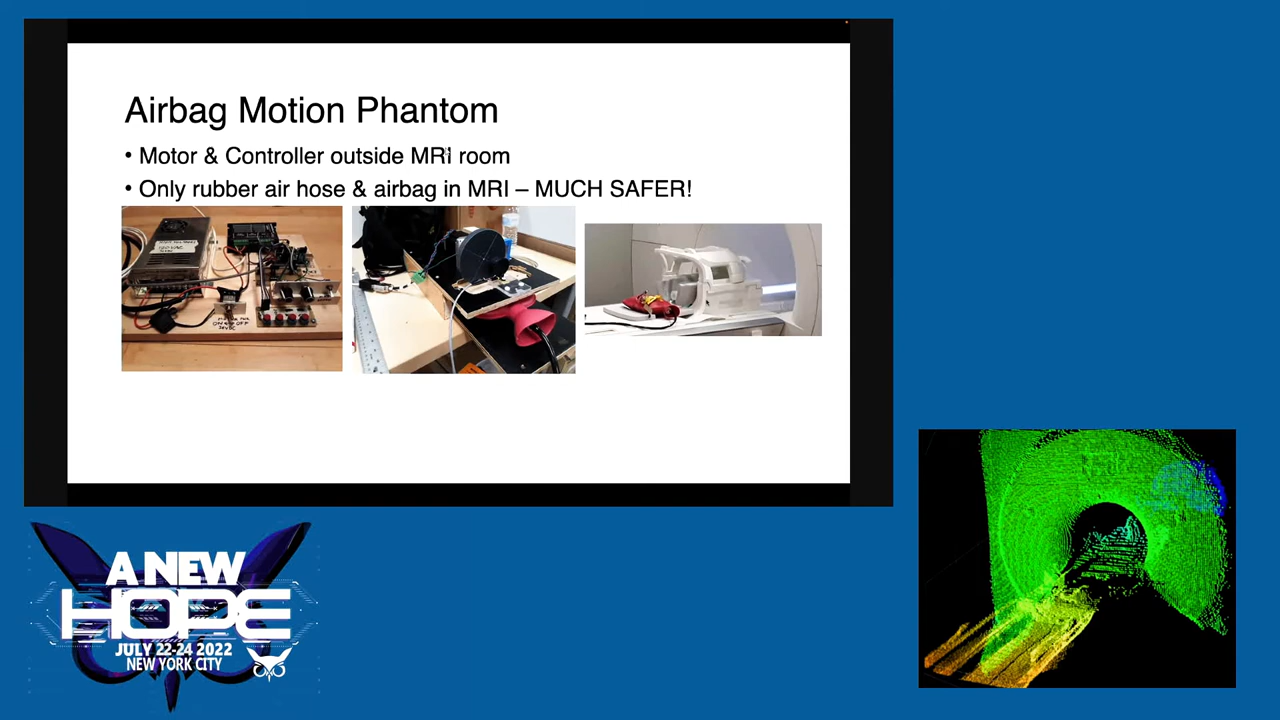 Airbag Motion Phantom
• Motor & Controller outside MRI room
• Only rubber air hose & airbag in MRI – MUCH SAFER!
A NEW
HOPE
JULY 22-24 2022
NEW YORK CITY